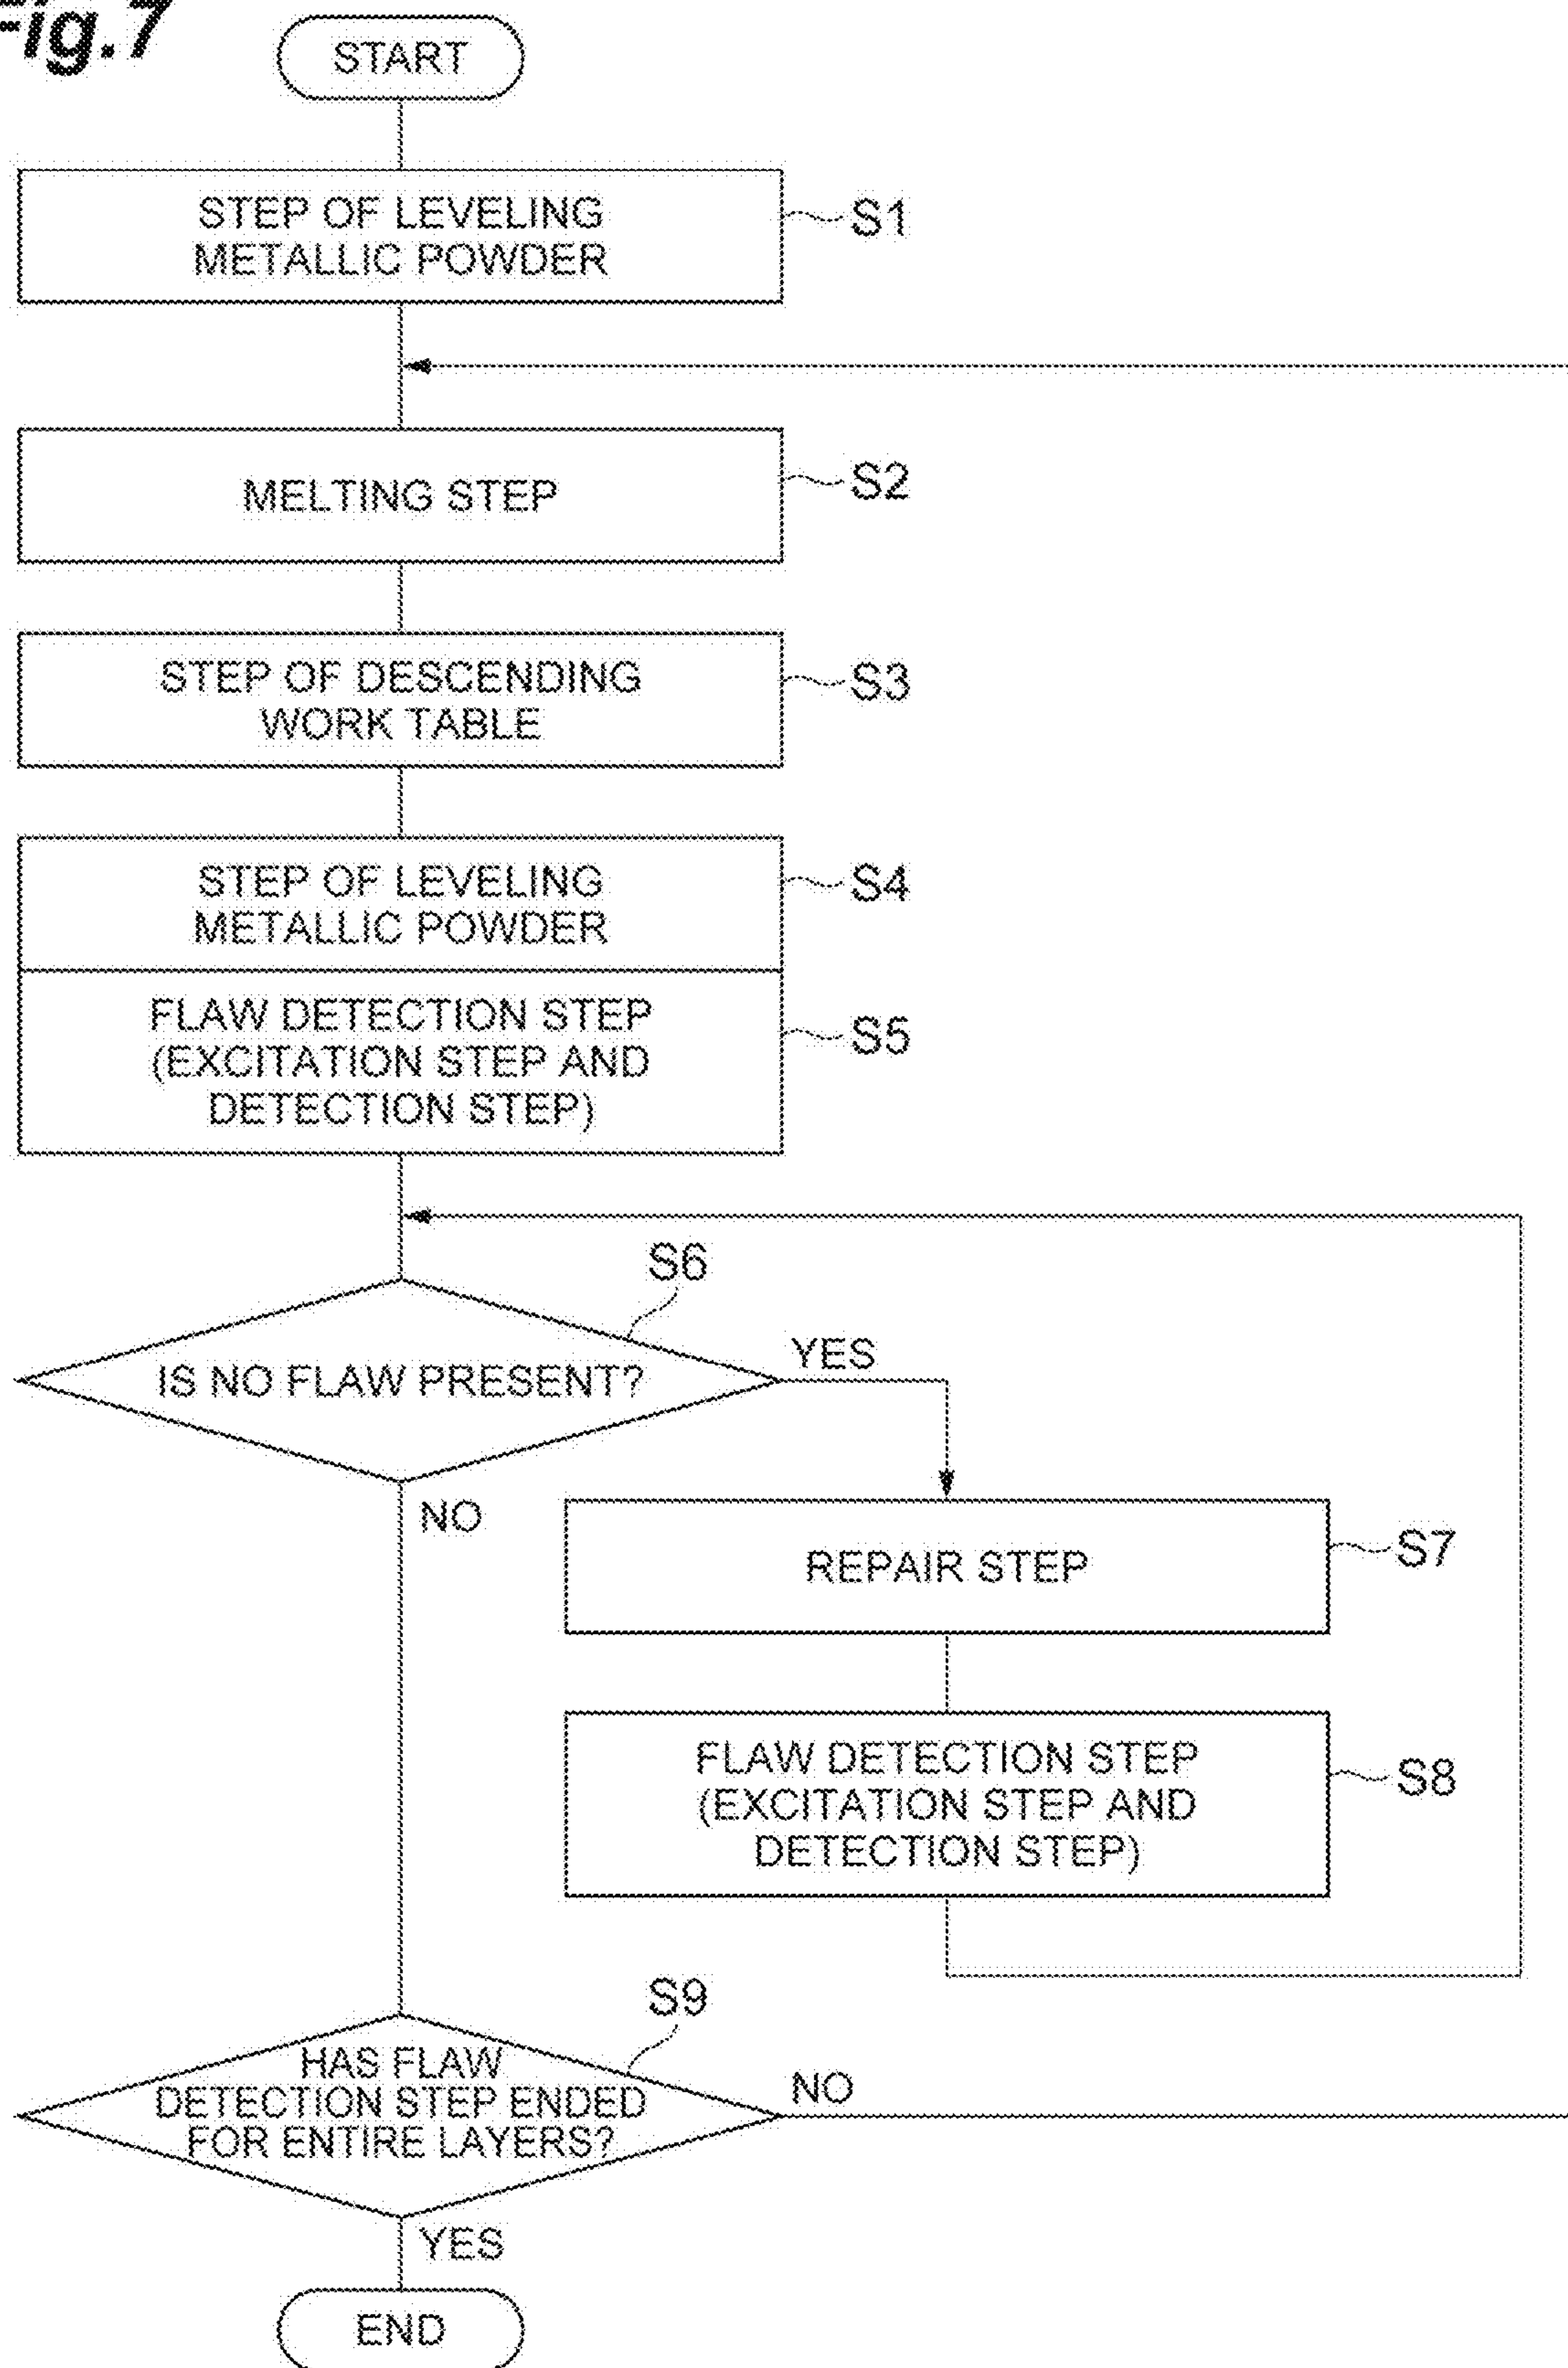 Fig.7
START
STEP OF LEVELING
METALLIC POWDER
S1
MELTING STEP
S2
STEP OF DESCENDING
WORK TABLE
S3
STEP OF LEVELING
METALLIC POWDER
S4
FLAW DETECTION STEP
(EXCITATION STEP AND
DETECTION STEP)
S5
S6
IS NO FLAW PRESENT?
YES
NO
REPAIR STEP
S7
FLAW DETECTION STEP
(EXCITATION STEP AND
DETECTION STEP)
S8
S9
HAS FLAW
DETECTION STEP ENDED
FOR ENTIRE LAYERS?
NO
YES
END